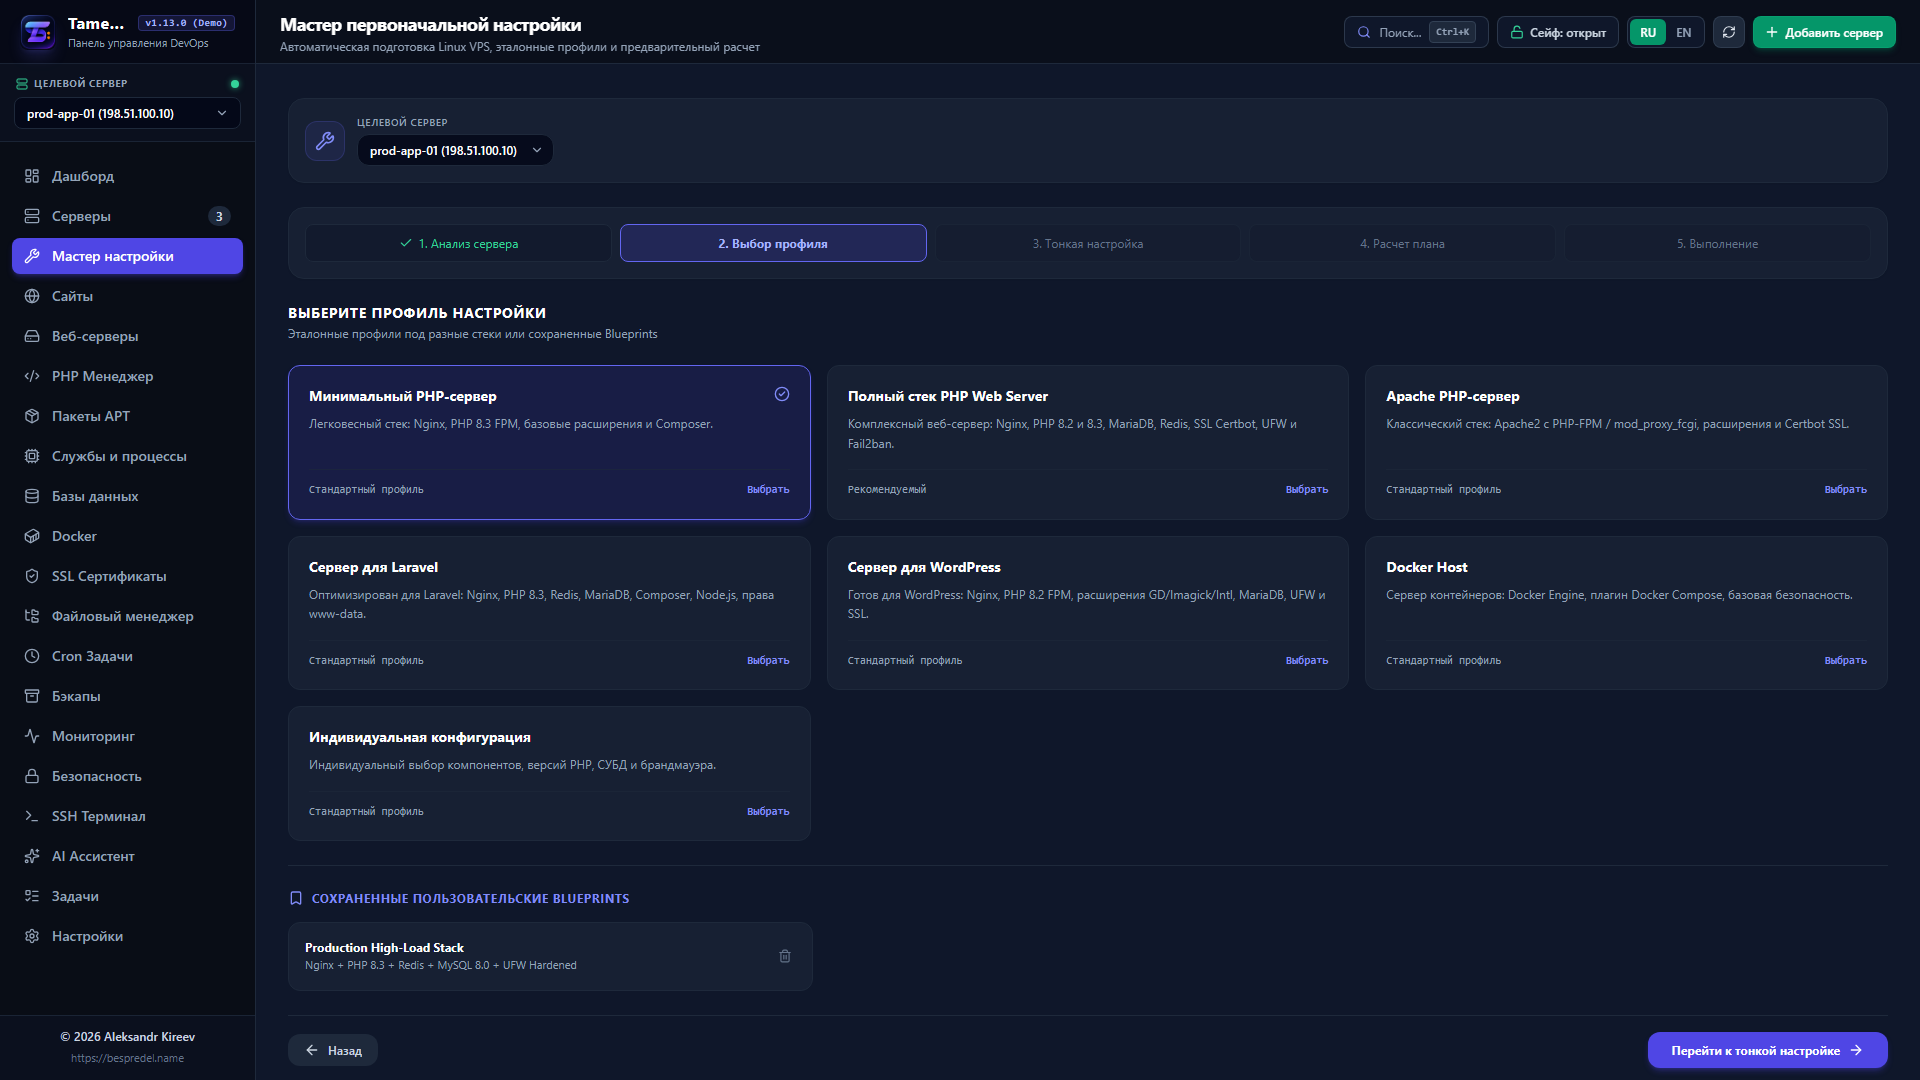 Tame...
v1.13.0 (Demo)
Панель управления DevOps
ЦЕЛЕВОЙ СЕРВЕР
prod-app-01 (198.51.100.10)
Дашборд
Серверы
3
Мастер настройки
Сайты
Веб-серверы
PHP Менеджер
Пакеты APT
Службы и процессы
Базы данных
Docker
SSL Сертификаты
Файловый менеджер
Cron Задачи
Бэкапы
Мониторинг
Безопасность
SSH Терминал
AI Ассистент
Задачи
Настройки
© 2026 Aleksandr Kireev
https://bespredel.name
Мастер первоначальной настройки
Автоматическая подготовка Linux VPS, эталонные профили и предварительный расчет
Поиск...
Ctrl+K
Сейф: открыт
RU
EN
Добавить сервер
ЦЕЛЕВОЙ СЕРВЕР
prod-app-01 (198.51.100.10)
1. Анализ сервера
2. Выбор профиля
3. Тонкая настройка
4. Расчет плана
5. Выполнение
ВЫБЕРИТЕ ПРОФИЛЬ НАСТРОЙКИ
Эталонные профили под разные стеки или сохраненные Blueprints
Минимальный PHP-сервер
Легковесный стек: Nginx, PHP 8.3 FPM, базовые расширения и Composer.
Стандартный профиль
Выбрать
Полный стек PHP Web Server
Комплексный веб-сервер: Nginx, PHP 8.2 и 8.3, MariaDB, Redis, SSL Certbot, UFW и
Fail2ban.
Рекомендуемый
Выбрать
Apache PHP-сервер
Классический стек: Apache2 с PHP-FPM / mod_proxy_fcgi, расширения и Certbot SSL.
Стандартный профиль
Выбрать
Сервер для Laravel
Оптимизирован для Laravel: Nginx, PHP 8.3, Redis, MariaDB, Composer, Node.js, права
www-data.
Стандартный профиль
Выбрать
Сервер для WordPress
Готов для WordPress: Nginx, PHP 8.2 FPM, расширения GD/Imagick/Intl, MariaDB, UFW и
SSL.
Стандартный профиль
Выбрать
Docker Host
Сервер контейнеров: Docker Engine, плагин Docker Compose, базовая безопасность.
Стандартный профиль
Выбрать
Индивидуальная конфигурация
Индивидуальный выбор компонентов, версий PHP, СУБД и брандмауэра.
Стандартный профиль
Выбрать
СОХРАНЕННЫЕ ПОЛЬЗОВАТЕЛЬСКИЕ BLUEPRINTS
Production High-Load Stack
Nginx + PHP 8.3 + Redis + MySQL 8.0 + UFW Hardened
Назад
Перейти к тонкой настройке